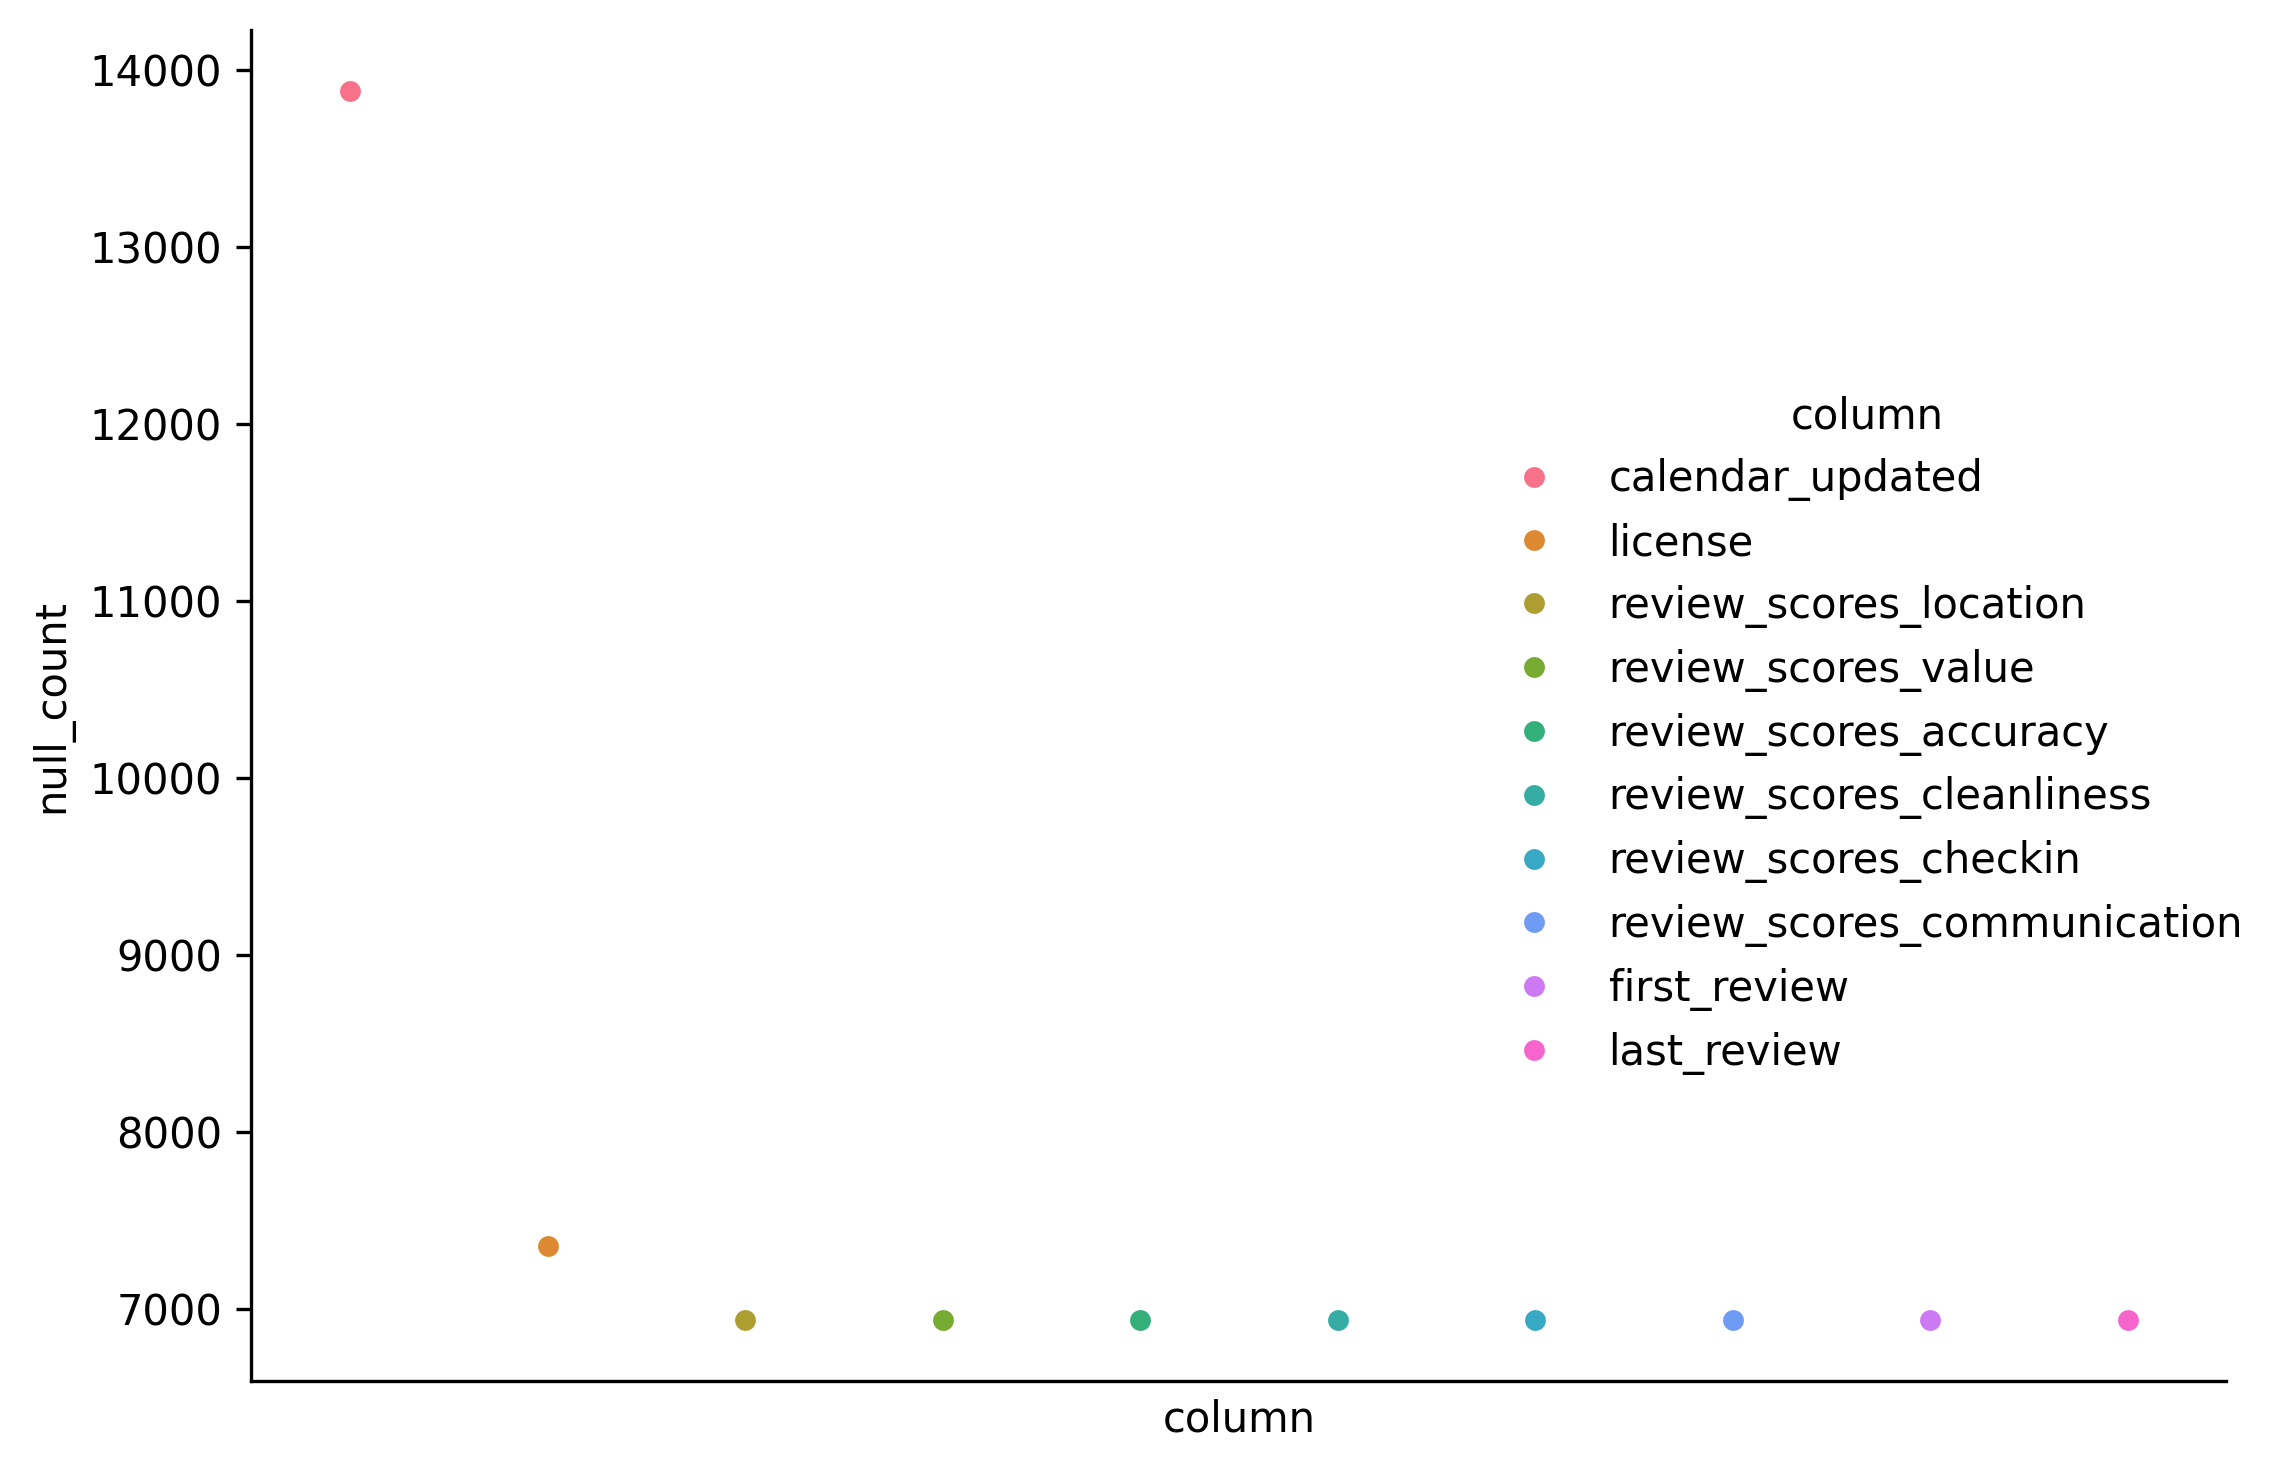 14000
13000
12000
11000
10000
9000
8000
7000
null_count
column
column
calendar_updated
license
review_scores_location
review_scores_value
review_scores_accuracy
review_scores_cleanliness
review_scores_checkin
review_scores_communication
first_review
last_review